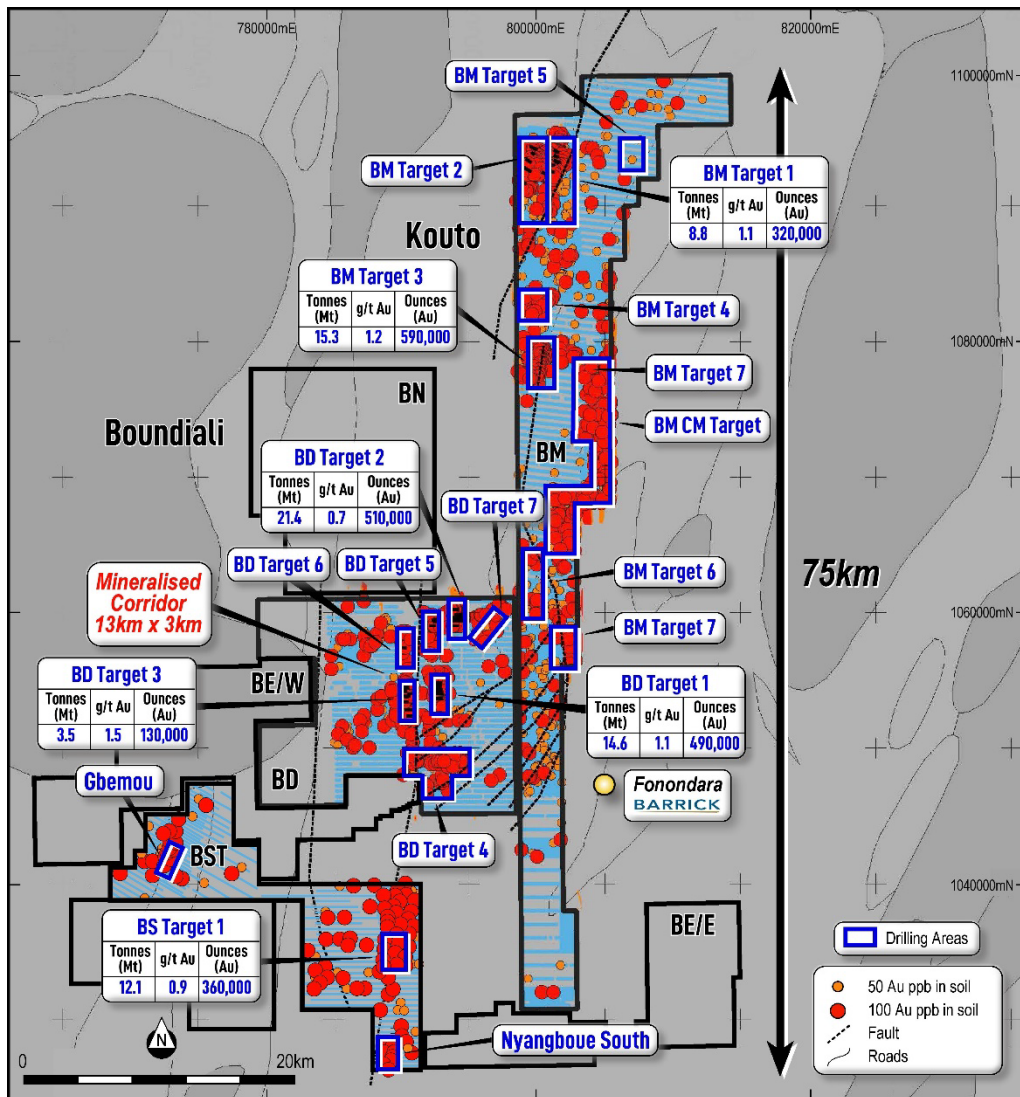 780000mE
800000mE
820000mE
1100000mN
BM Target 5
BM Target 2
BM Target 1
Tonnes (Mt) g/t Au Ounces (Au)
8.8 1.1 320,000
Kouto
BM Target 3
Tonnes (Mt) g/t Au Ounces (Au)
15.3 1.2 590,000
BM Target 4
1080000mN
BM Target 7
BN
BM CM Target
Boundiali
BM
BD Target 2
Tonnes (Mt) g/t Au Ounces (Au)
21.4 0.7 510,000
BD Target 7
BD Target 6
BD Target 5
75km
Mineralised
Corridor
13km x 3km
BM Target 6
1060000mN
BM Target 7
BD Target 3
Tonnes (Mt) g/t Au Ounces (Au)
3.5 1.5 130,000
BE/W
BD Target 1
Tonnes (Mt) g/t Au Ounces (Au)
14.6 1.1 490,000
BD
Gbemou
Fonondara
BARRICK
BST
BD Target 4
1040000mN
BS Target 1
Tonnes (Mt) g/t Au Ounces (Au)
12.1 0.9 360,000
BE/E
Drilling Areas
50 Au ppb in soil
100 Au ppb in soil
Fault
Roads
N
Nyangboue South
0 20km